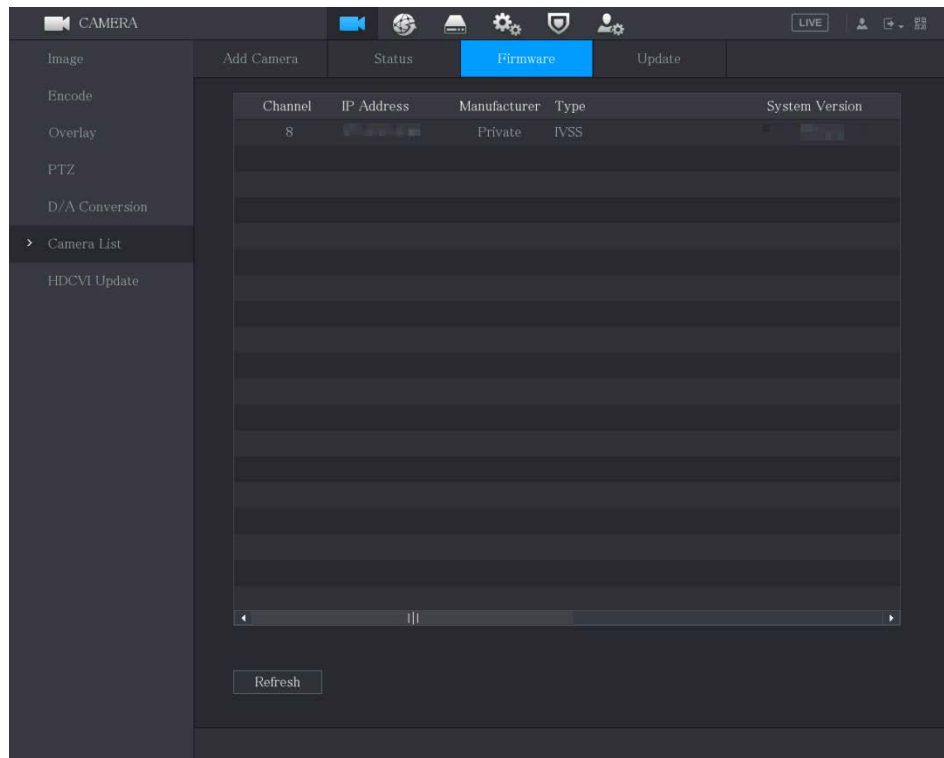 CAMERA LIVE
Image
Encode
Overlay
PTZ
D/A Conversion
Camera List
HDCVI Update
Add Camera Status Firmware Update
Channel IP Address Manufacturer Type System Version
8 Private IVSS
Refresh